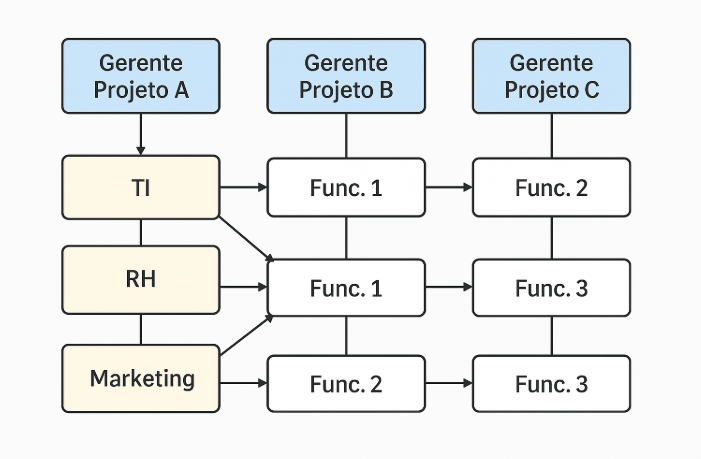 Gerente
Projeto A
Gerente
Projeto B
Gerente
Projeto C
TI
Func. 1
Func. 2
RH
Func. 1
Func. 3
Marketing
Func. 2
Func. 3